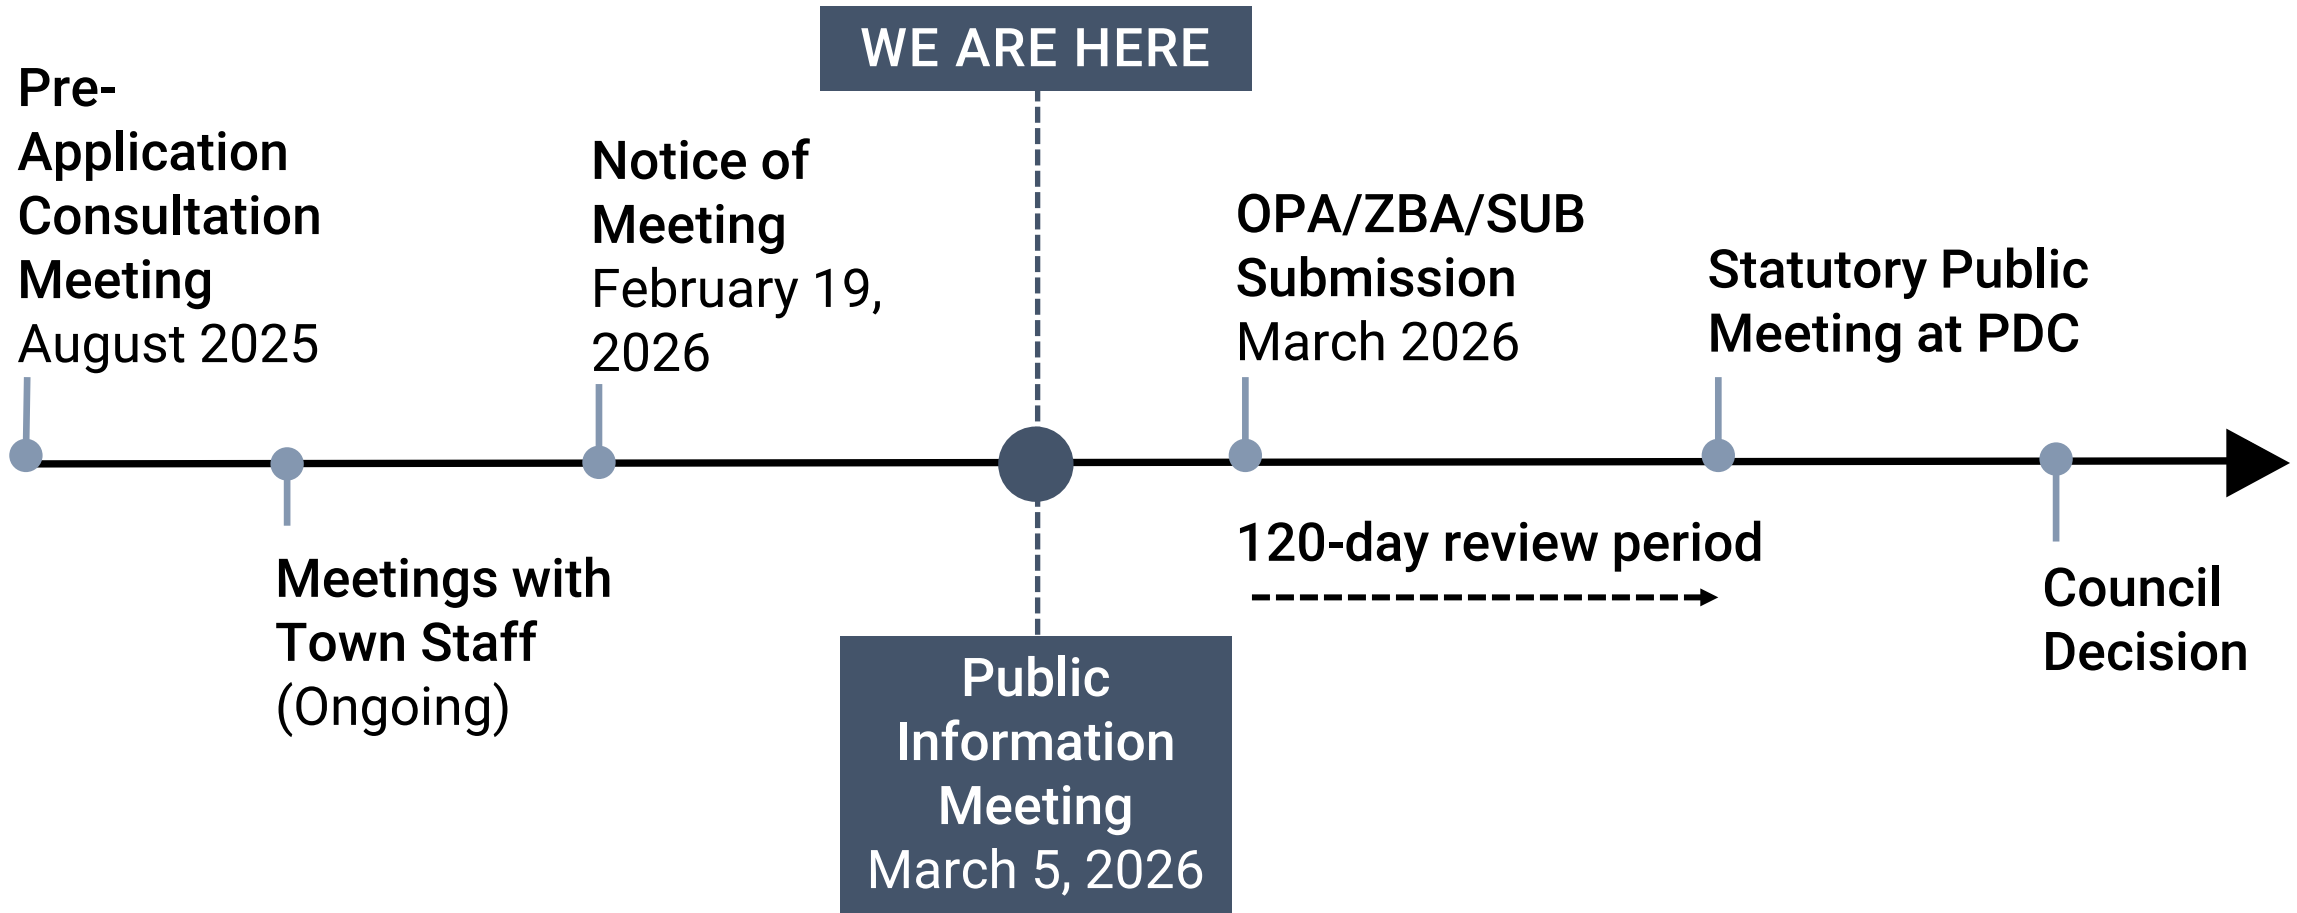 WE ARE HERE
Pre-
Application
Consultation
Meeting
August 2025
Notice of
Meeting
February 19,
2026
OPA/ZBA/SUB
Submission
March 2026
Statutory Public
Meeting at PDC
Meetings with
Town Staff
(Ongoing)
Public
Information
Meeting
March 5, 2026
120-day review period
Council
Decision